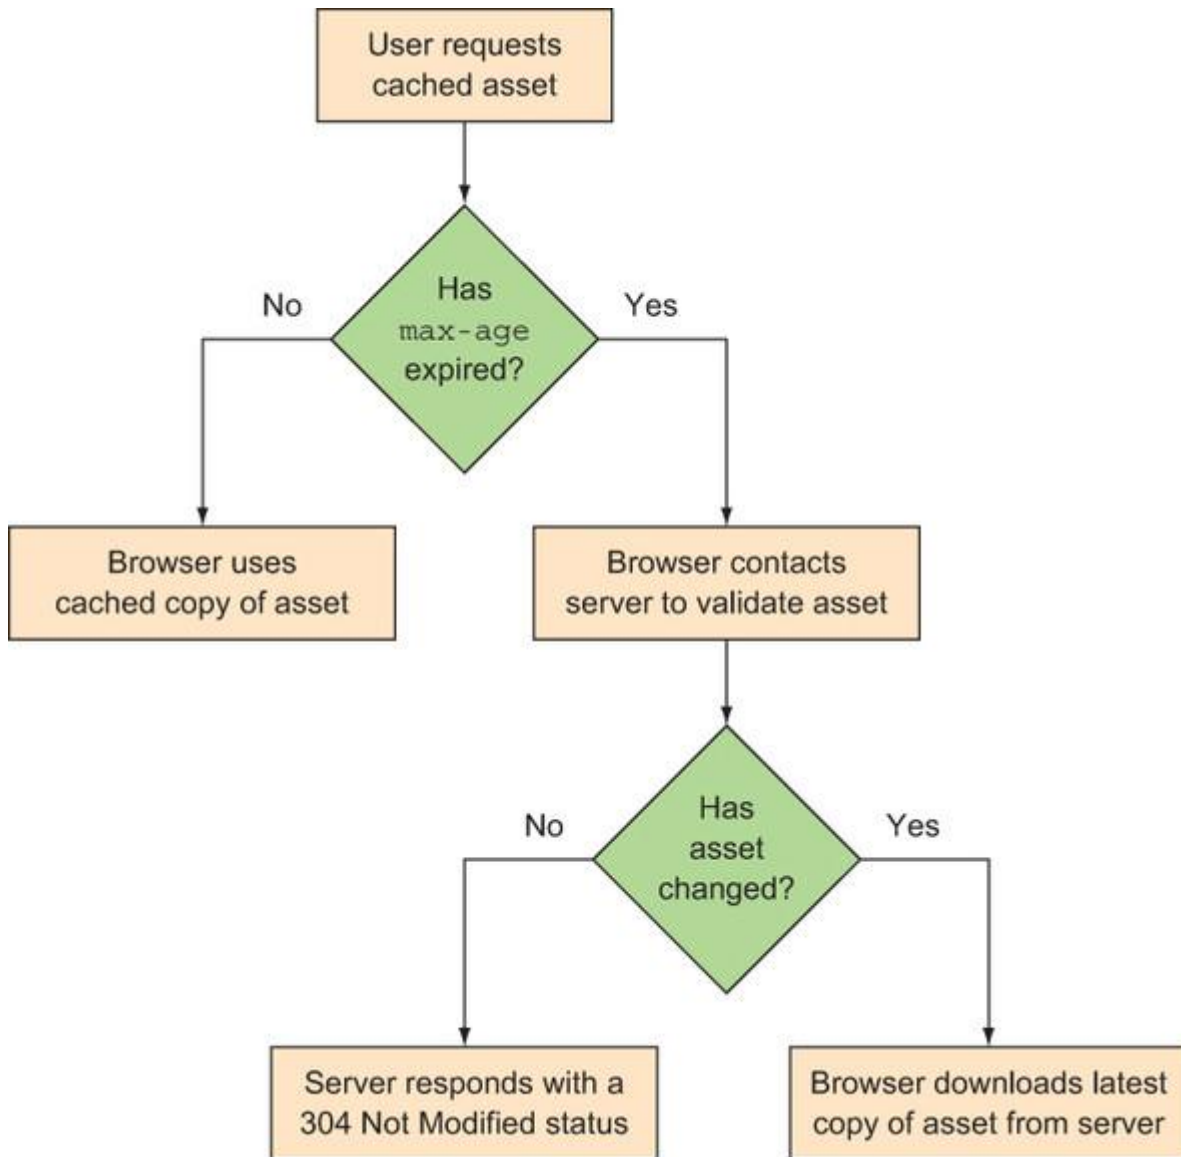 User requests
cached asset
No
Has
max-age
expired?
Yes
Browser uses
cached copy of asset
Browser contacts
server to validate asset
No
Has
asset
changed?
Yes
Server responds with a
304 Not Modified status
Browser downloads latest
copy of asset from server